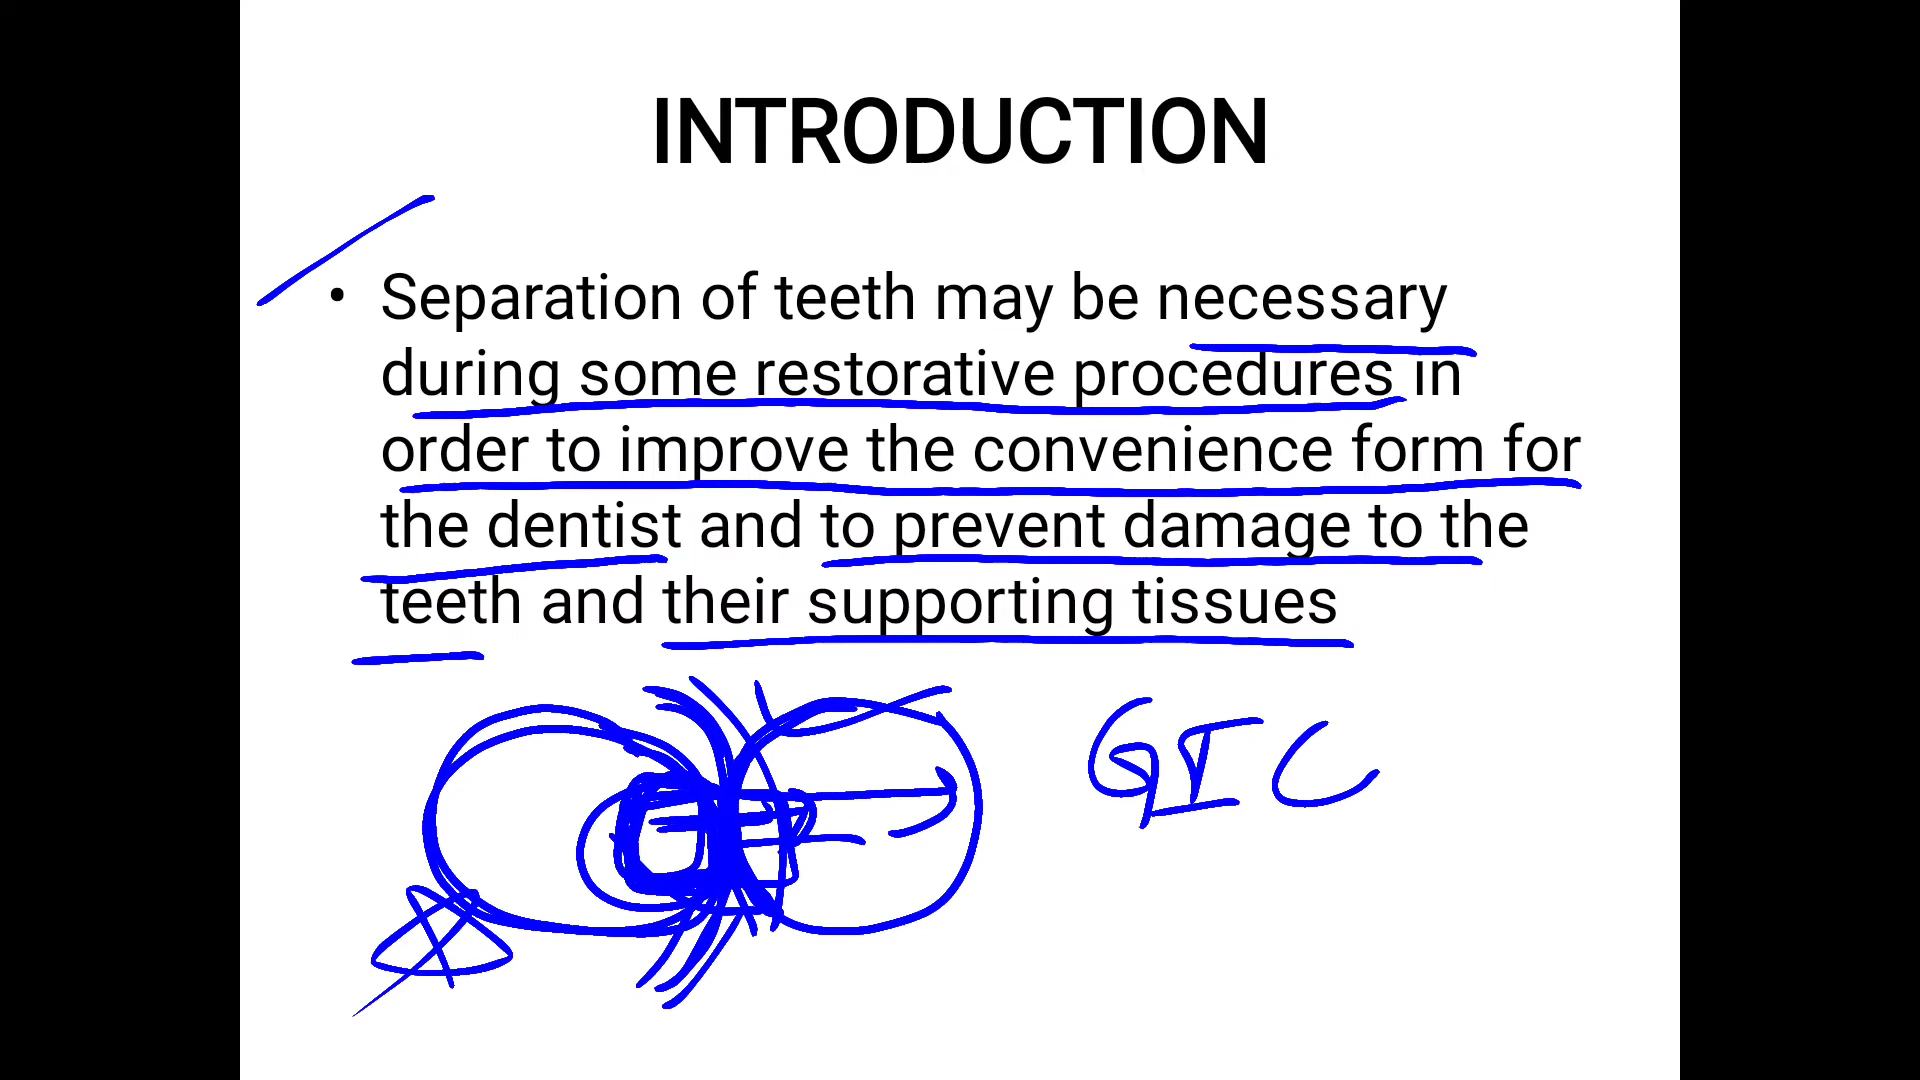 INTRODUCTION
• Separation of teeth may be necessary
during some restorative procedures in
order to improve the convenience form for
the dentist and to prevent damage to the
teeth and their supporting tissues
GIC